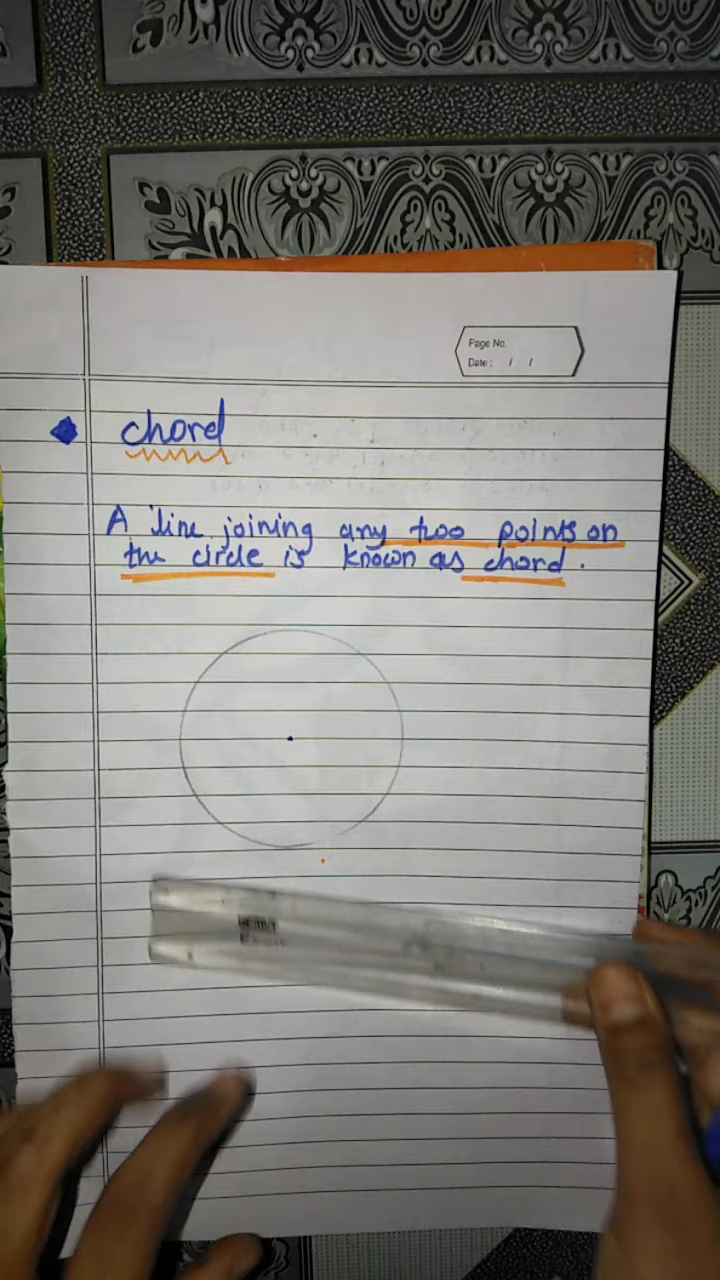 Page No.
Date : / /
chord
A line joining any two points on
the circle is known as chord.